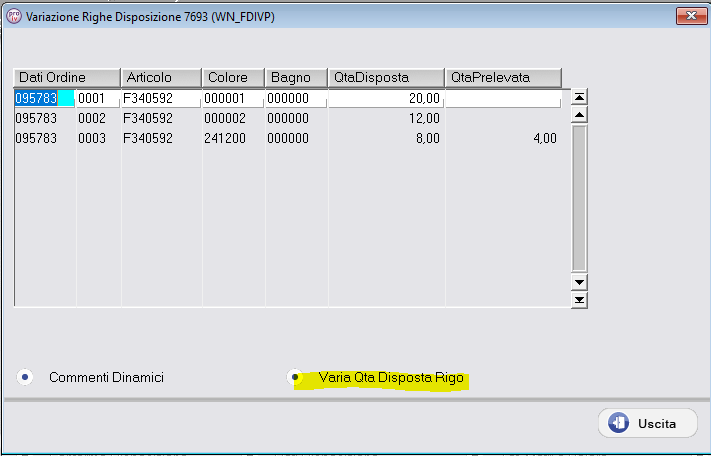 Variazione Righe Disposizione 7693 (WN_FDIVP)
Dati Ordine Articolo Colore Bagno QtaDisposta QtaPrelevata
095783 0001 F340592 000001 000000 20,00
095783 0002 F340592 000002 000000 12,00
095783 0003 F340592 241200 000000 8,00 4,00
Commenti Dinamici Varia Qta Disposta Rigo
Uscita